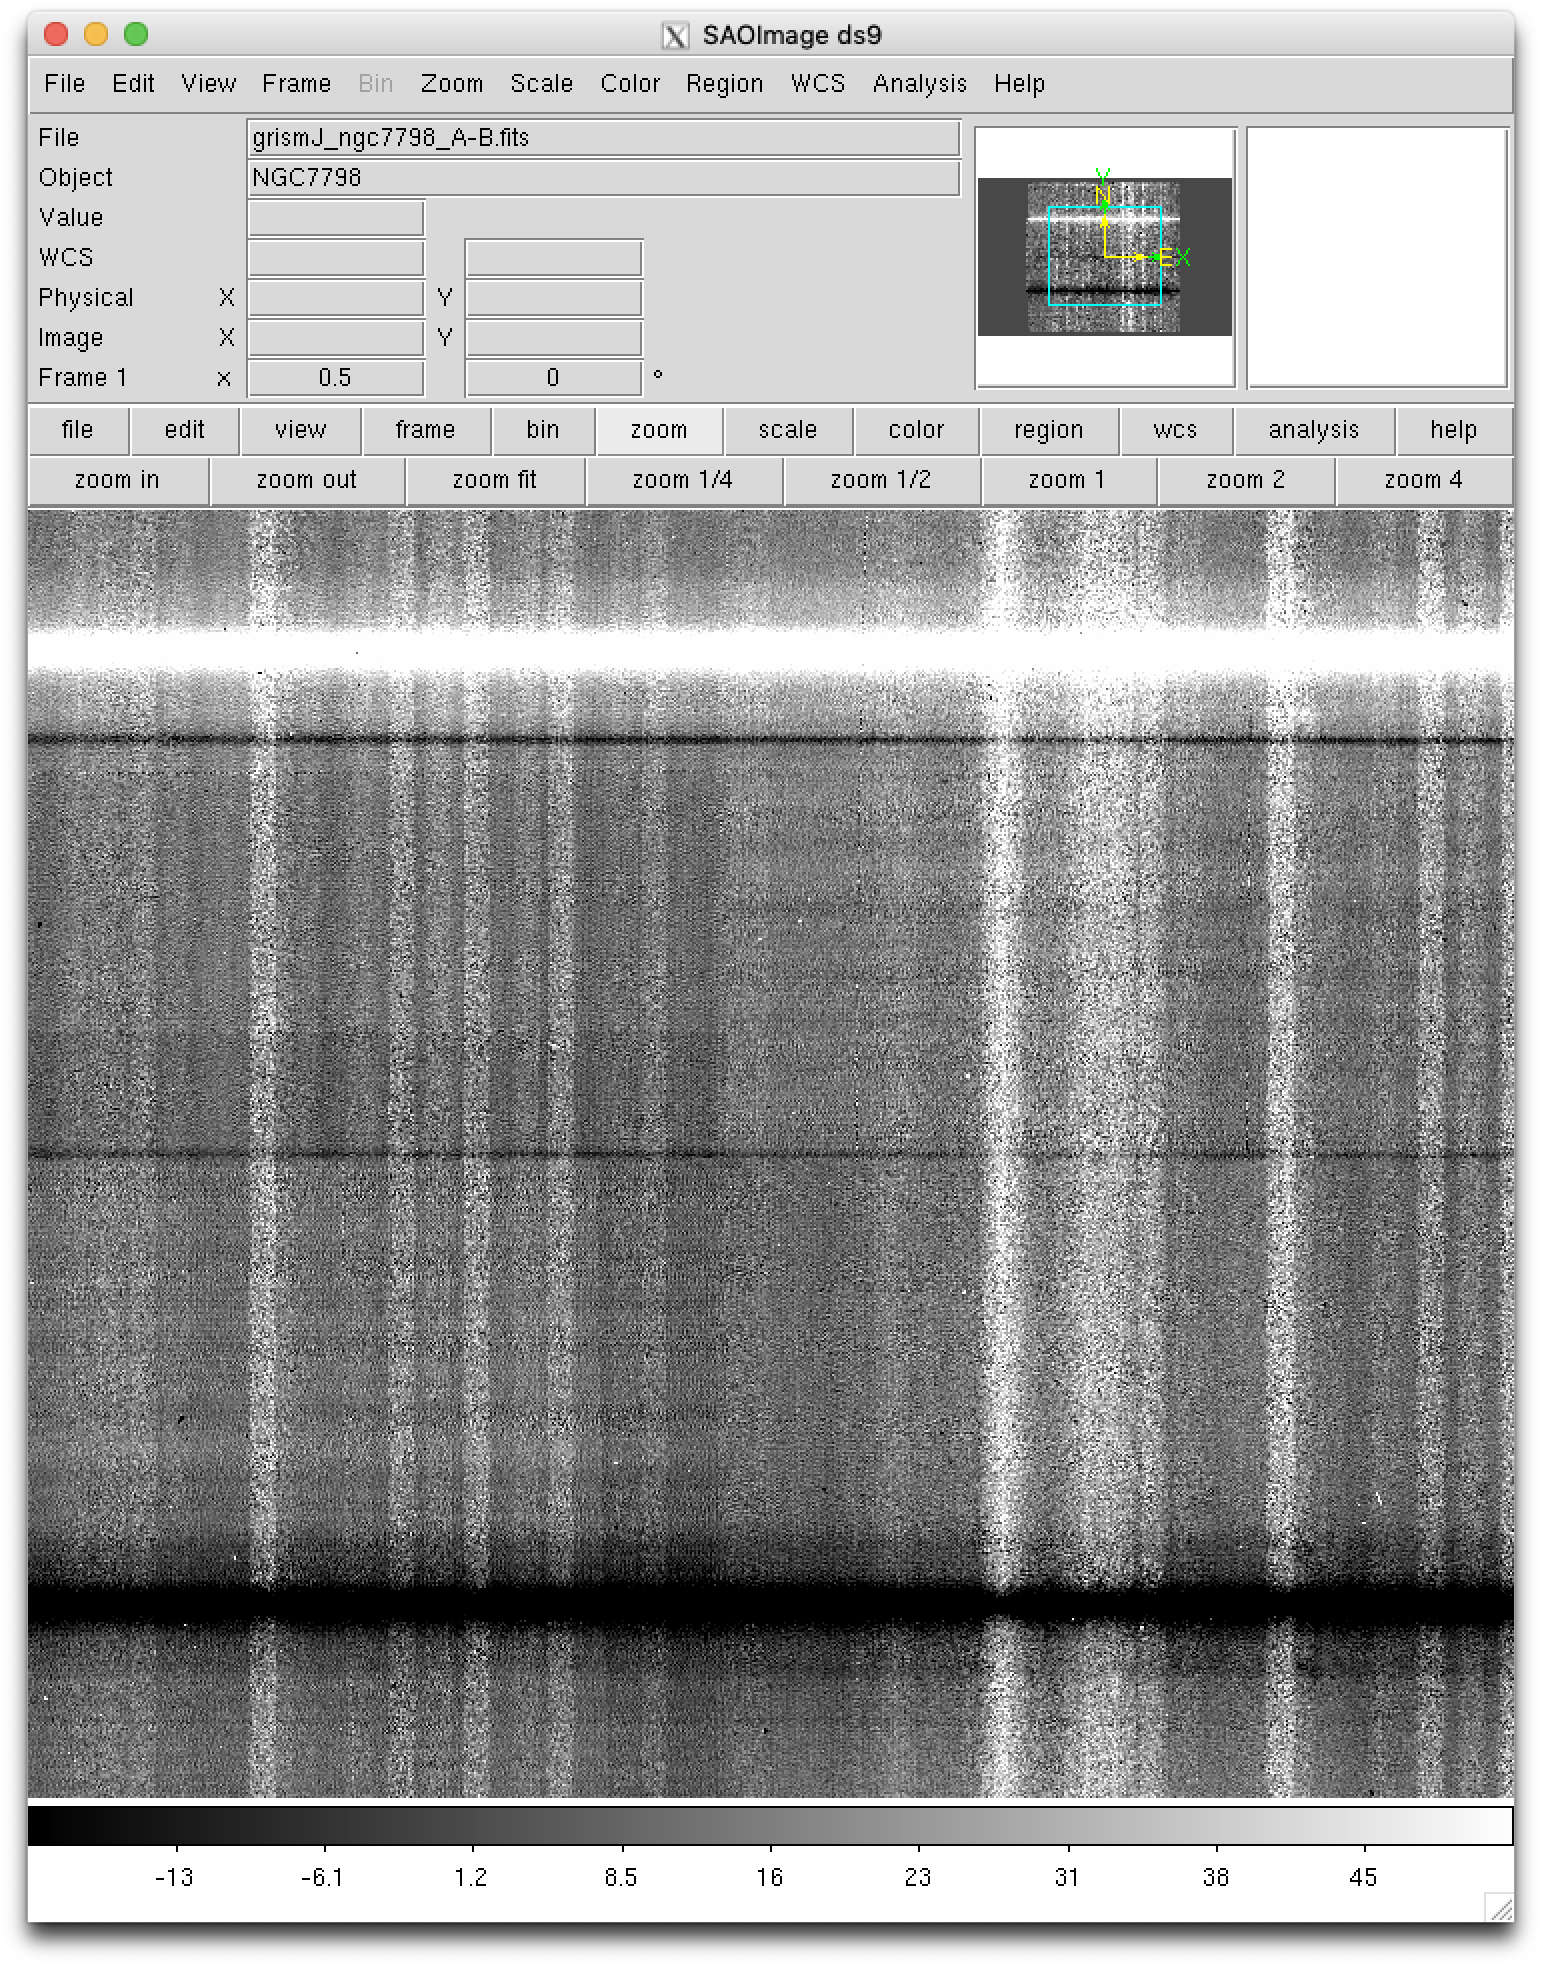 SAOImage ds9
File Edit View Frame Bin Zoom Scale Color Region WCS Analysis Help
File grismJ_ngc7798_A-B.fits
Object NGC7798
Value
WCS
Physical X Y
Image X Y
Frame 1 x 0.5 0 °
Y
N
E X
file edit view frame bin zoom scale color region wcs analysis help
zoom in zoom out zoom fit zoom 1/4 zoom 1/2 zoom 1 zoom 2 zoom 4
-13 -6.1 1.2 8.5 16 23 31 38 45